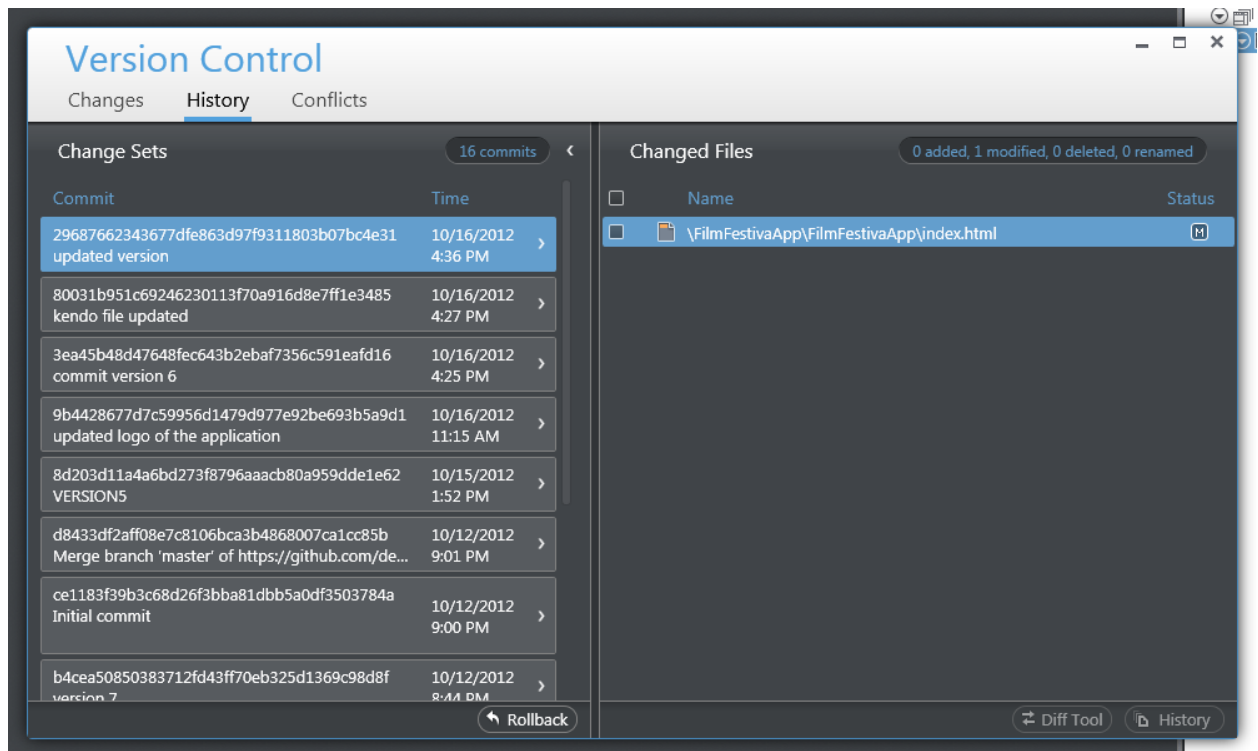 Version Control
Changes History Conflicts
Change Sets
16 commits
Commit Time
29687662343677dfe863d97f9311803b07bc4e31
updated version
10/16/2012
4:36 PM
80031b951c69246230113f70a916d8e7ff1e3485
kendo file updated
10/16/2012
4:27 PM
3ea45b48d47648fec643b2ebaf7356c591eafd16
commit version 6
10/16/2012
4:25 PM
9b4428677d7c59956d1479d977e92be693b5a9d1
updated logo of the application
10/16/2012
11:15 AM
8d203d11a4a6bd273f8796aaacb80a959dde1e62
VERSION5
10/15/2012
1:52 PM
d8433df2aff08e7c8106bca3b4868007ca1cc85b
Merge branch 'master' of https://github.com/de...
10/12/2012
9:01 PM
ce1183f39b3c68d26f3bba81dbb5a0df3503784a
Initial commit
10/12/2012
9:00 PM
b4cea50850383712fd43ff70eb325d1369c98d8f
version 7
10/12/2012
8:44 PM
Rollback
Changed Files
0 added, 1 modified, 0 deleted, 0 renamed
Name Status
\FilmFestivaApp\FilmFestivaApp\index.html M
Diff Tool History